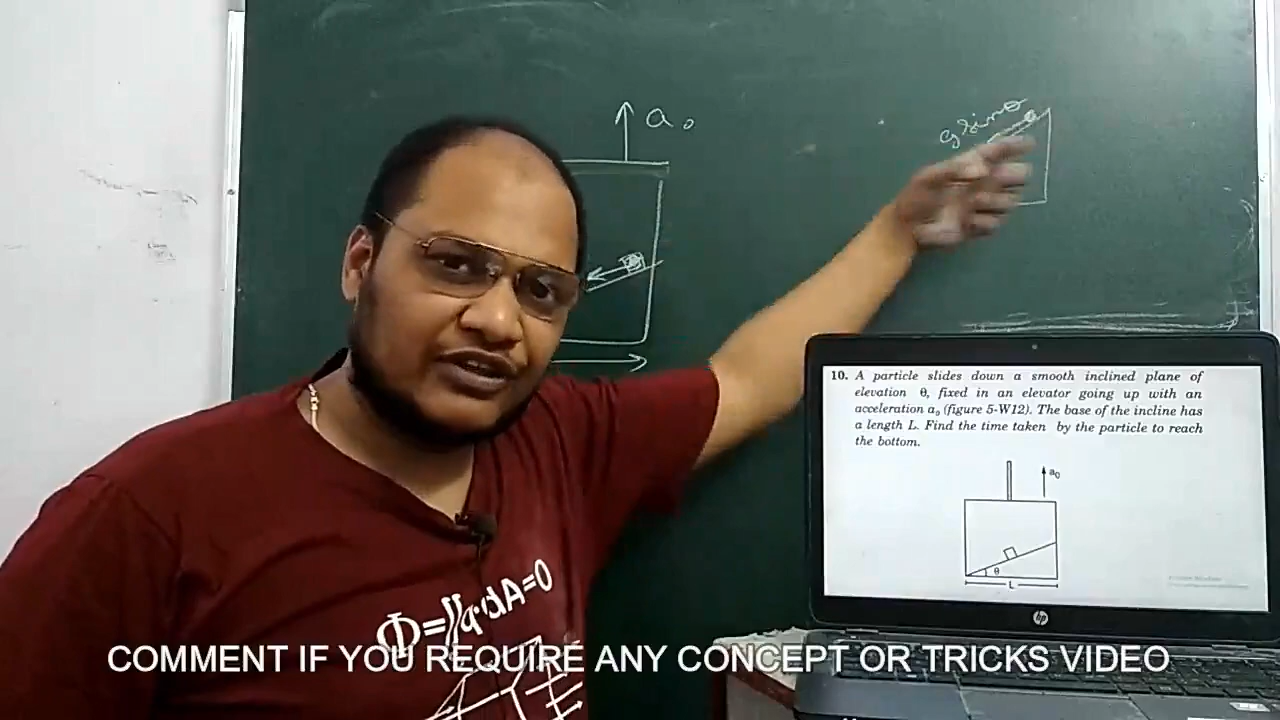 a₀
g sinθ
10. A particle slides down a smooth inclined plane of
elevation θ, fixed in an elevator going up with an
acceleration a₀ (figure 5-W12). The base of the incline has
a length L. Find the time taken by the particle to reach
the bottom.
a₀
θ
L
hp
Φ=∬q·dA=0
COMMENT IF YOU REQUIRE ANY CONCEPT OR TRICKS VIDEO